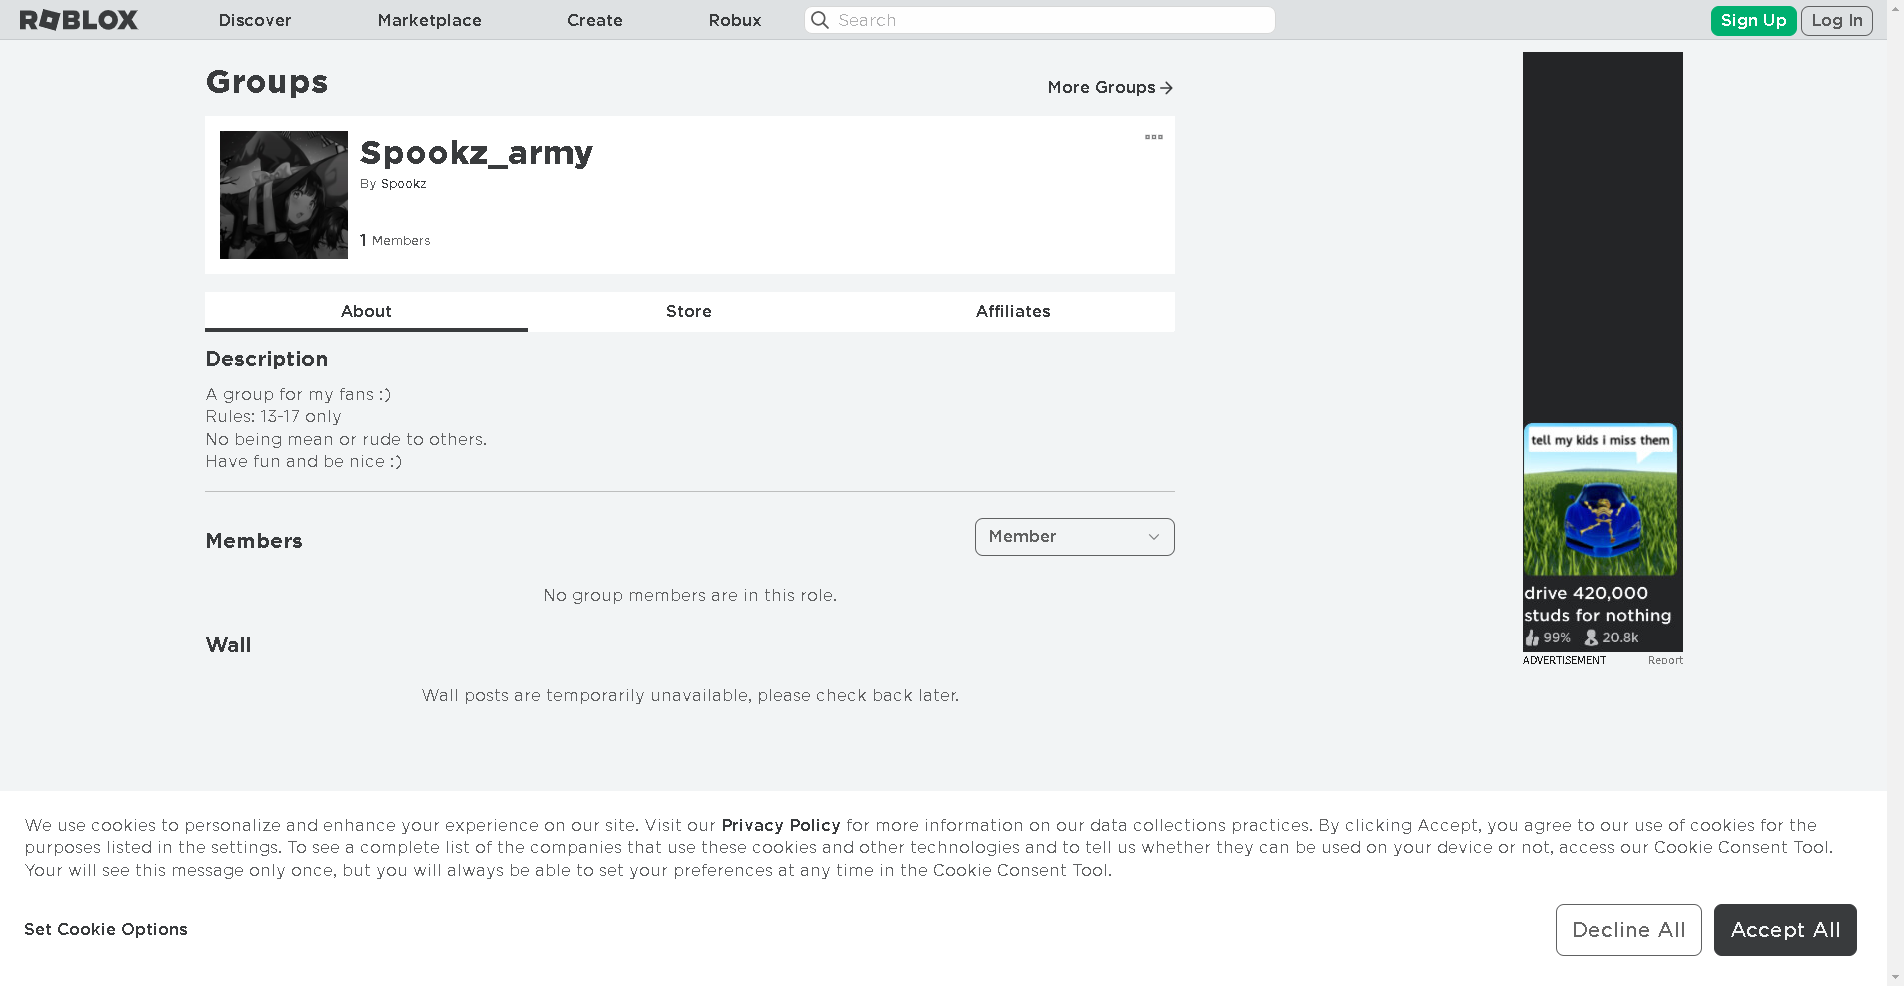 ROBLOX Discover Marketplace Create Robux Search Sign Up Log In
Groups
More Groups
Spookz_army
By Spookz
1 Members
About Store Affiliates
Description
A group for my fans :)
Rules: 13-17 only
No being mean or rude to others.
Have fun and be nice :)
Members
Member
No group members are in this role.
Wall
Wall posts are temporarily unavailable, please check back later.
tell my kids i miss them
drive 420,000
studs for nothing
99% 20.8k
ADVERTISEMENT Report
We use cookies to personalize and enhance your experience on our site. Visit our Privacy Policy for more information on our data collections practices. By clicking Accept, you agree to our use of cookies for the
purposes listed in the settings. To see a complete list of the companies that use these cookies and other technologies and to tell us whether they can be used on your device or not, access our Cookie Consent Tool.
Your will see this message only once, but you will always be able to set your preferences at any time in the Cookie Consent Tool.
Set Cookie Options
Decline All
Accept All